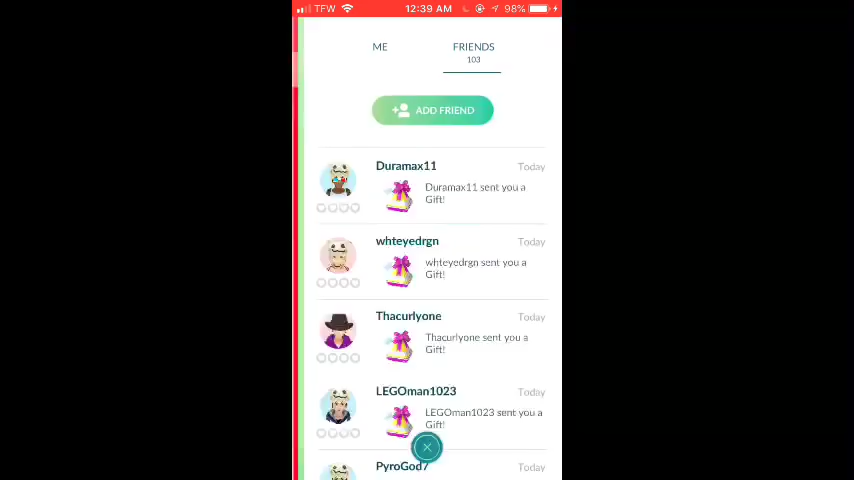 TFW 12:39 AM 98%
ME FRIENDS
103
ADD FRIEND
Duramax11 Today
Duramax11 sent you a
Gift!
whteyedrgn Today
whteyedrgn sent you a
Gift!
Thacurlyone Today
Thacurlyone sent you a
Gift!
LEGOman1023 Today
LEGOman1023 sent you a
Gift!
PyroGod7 Today